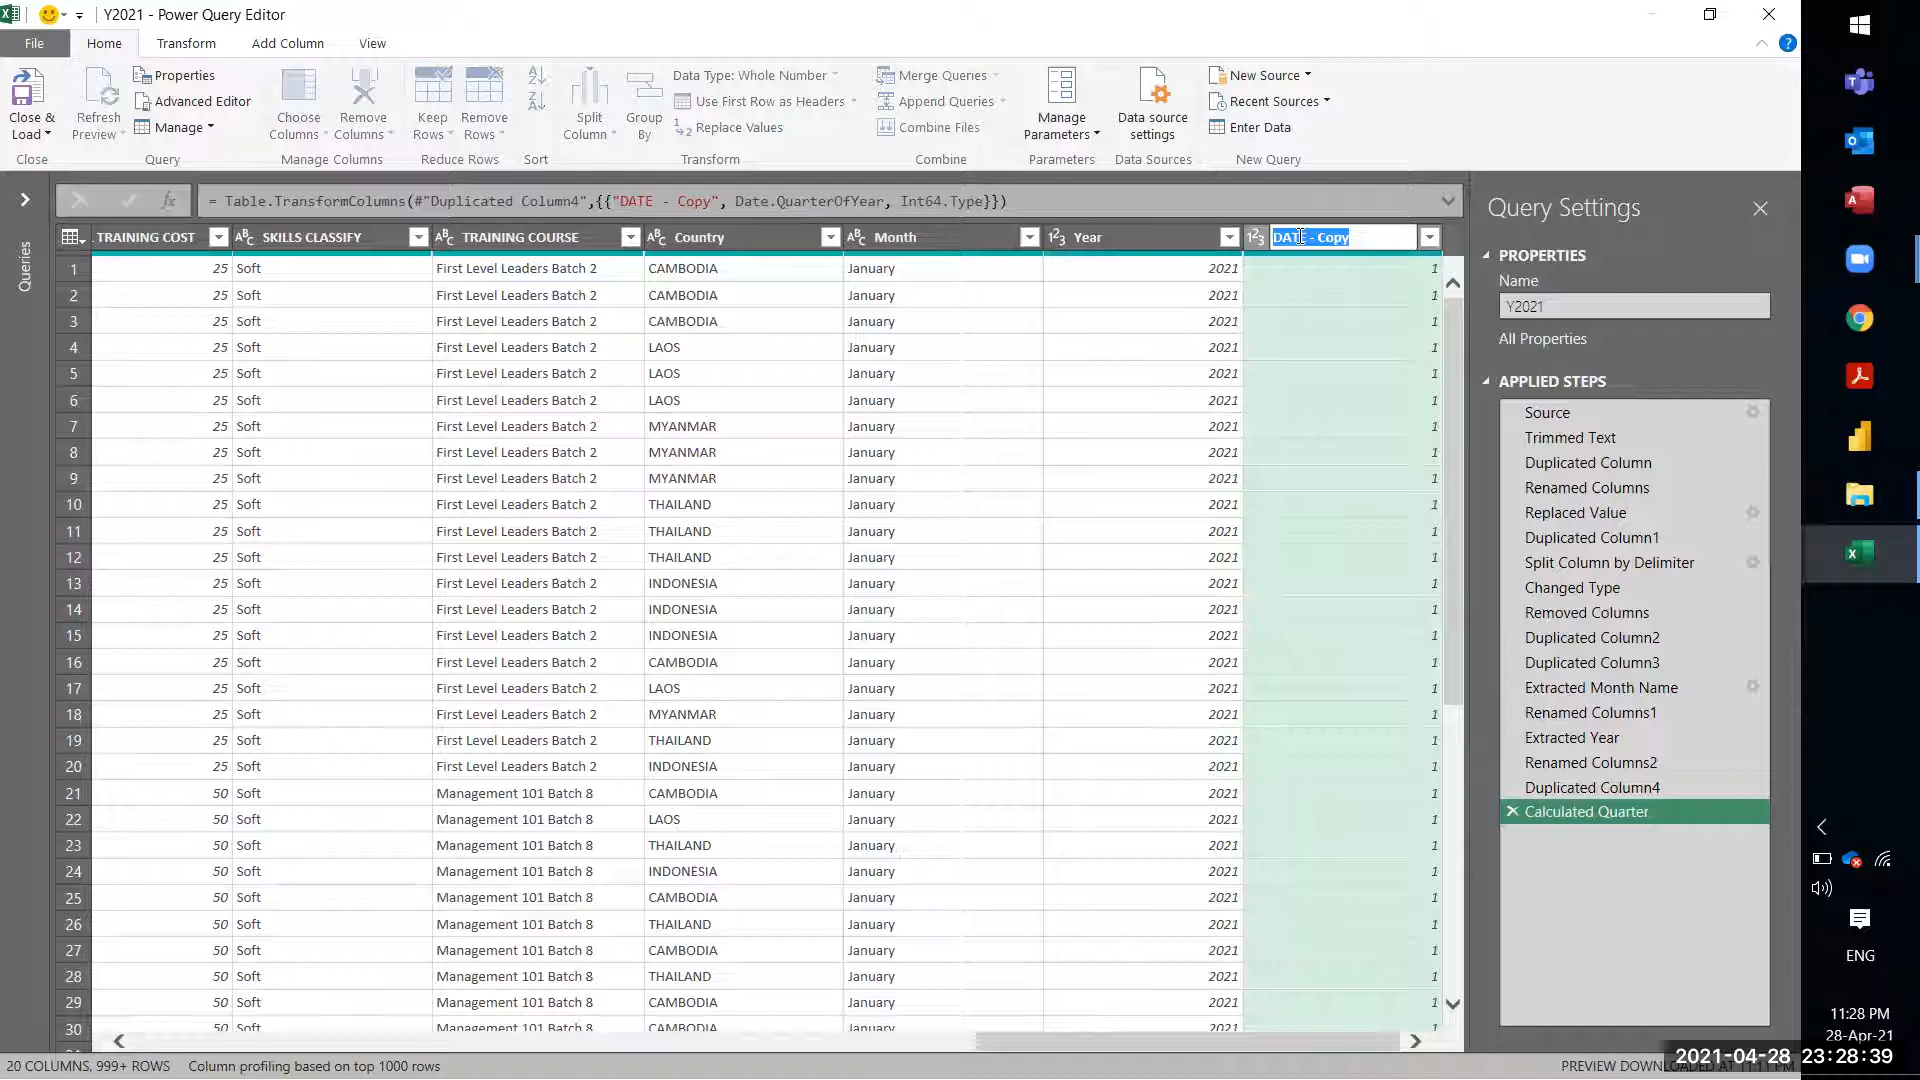 Y2021 - Power Query Editor
File Home Transform Add Column View
Close & Load
Close
Refresh Preview
Properties
Advanced Editor
Manage
Query
Choose Columns
Remove Columns
Manage Columns
Keep Rows
Remove Rows
Reduce Rows
Sort
Split Column
Group By
Data Type: Whole Number
Use First Row as Headers
Replace Values
Transform
Merge Queries
Append Queries
Combine Files
Combine
Manage Parameters
Parameters
Data source settings
Data Sources
New Source
Recent Sources
Enter Data
New Query
= Table.TransformColumns(#"Duplicated Column4",{{"DATE - Copy", Date.QuarterOfYear, Int64.Type}})
Queries
TRAINING COST SKILLS CLASSIFY TRAINING COURSE Country Month Year DATE - Copy
1 25 Soft First Level Leaders Batch 2 CAMBODIA January 2021 1
2 25 Soft First Level Leaders Batch 2 CAMBODIA January 2021 1
3 25 Soft First Level Leaders Batch 2 CAMBODIA January 2021 1
4 25 Soft First Level Leaders Batch 2 LAOS January 2021 1
5 25 Soft First Level Leaders Batch 2 LAOS January 2021 1
6 25 Soft First Level Leaders Batch 2 LAOS January 2021 1
7 25 Soft First Level Leaders Batch 2 MYANMAR January 2021 1
8 25 Soft First Level Leaders Batch 2 MYANMAR January 2021 1
9 25 Soft First Level Leaders Batch 2 MYANMAR January 2021 1
10 25 Soft First Level Leaders Batch 2 THAILAND January 2021 1
11 25 Soft First Level Leaders Batch 2 THAILAND January 2021 1
12 25 Soft First Level Leaders Batch 2 THAILAND January 2021 1
13 25 Soft First Level Leaders Batch 2 INDONESIA January 2021 1
14 25 Soft First Level Leaders Batch 2 INDONESIA January 2021 1
15 25 Soft First Level Leaders Batch 2 INDONESIA January 2021 1
16 25 Soft First Level Leaders Batch 2 CAMBODIA January 2021 1
17 25 Soft First Level Leaders Batch 2 LAOS January 2021 1
18 25 Soft First Level Leaders Batch 2 MYANMAR January 2021 1
19 25 Soft First Level Leaders Batch 2 THAILAND January 2021 1
20 25 Soft First Level Leaders Batch 2 INDONESIA January 2021 1
21 50 Soft Management 101 Batch 8 CAMBODIA January 2021 1
22 50 Soft Management 101 Batch 8 LAOS January 2021 1
23 50 Soft Management 101 Batch 8 THAILAND January 2021 1
24 50 Soft Management 101 Batch 8 INDONESIA January 2021 1
25 50 Soft Management 101 Batch 8 CAMBODIA January 2021 1
26 50 Soft Management 101 Batch 8 THAILAND January 2021 1
27 50 Soft Management 101 Batch 8 CAMBODIA January 2021 1
28 50 Soft Management 101 Batch 8 THAILAND January 2021 1
29 50 Soft Management 101 Batch 8 CAMBODIA January 2021 1
30 50 Soft Management 101 Batch 8 CAMBODIA January 2021 1
Query Settings
PROPERTIES
Name
Y2021
All Properties
APPLIED STEPS
Source
Trimmed Text
Duplicated Column
Renamed Columns
Replaced Value
Duplicated Column1
Split Column by Delimiter
Changed Type
Removed Columns
Duplicated Column2
Duplicated Column3
Extracted Month Name
Renamed Columns1
Extracted Year
Renamed Columns2
Duplicated Column4
Calculated Quarter
20 COLUMNS, 999+ ROWS Column profiling based on top 1000 rows
PREVIEW DOWNLOADED AT 11:11 PM
ENG
11:28 PM
28-Apr-21
2021-04-28 23:28:39